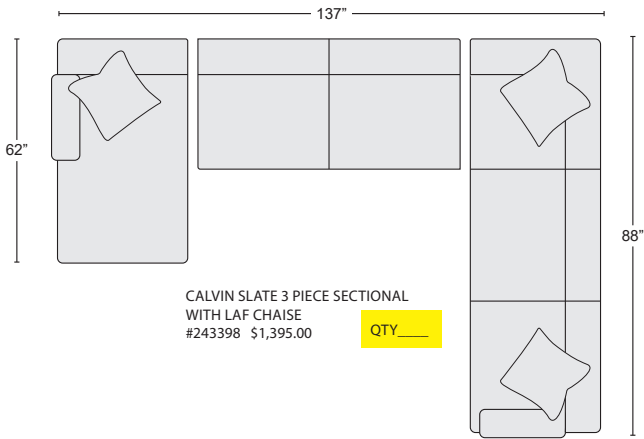 137”
62”
88”
CALVIN SLATE 3 PIECE SECTIONAL
WITH LAF CHAISE
#243398 $1,395.00
QTY____